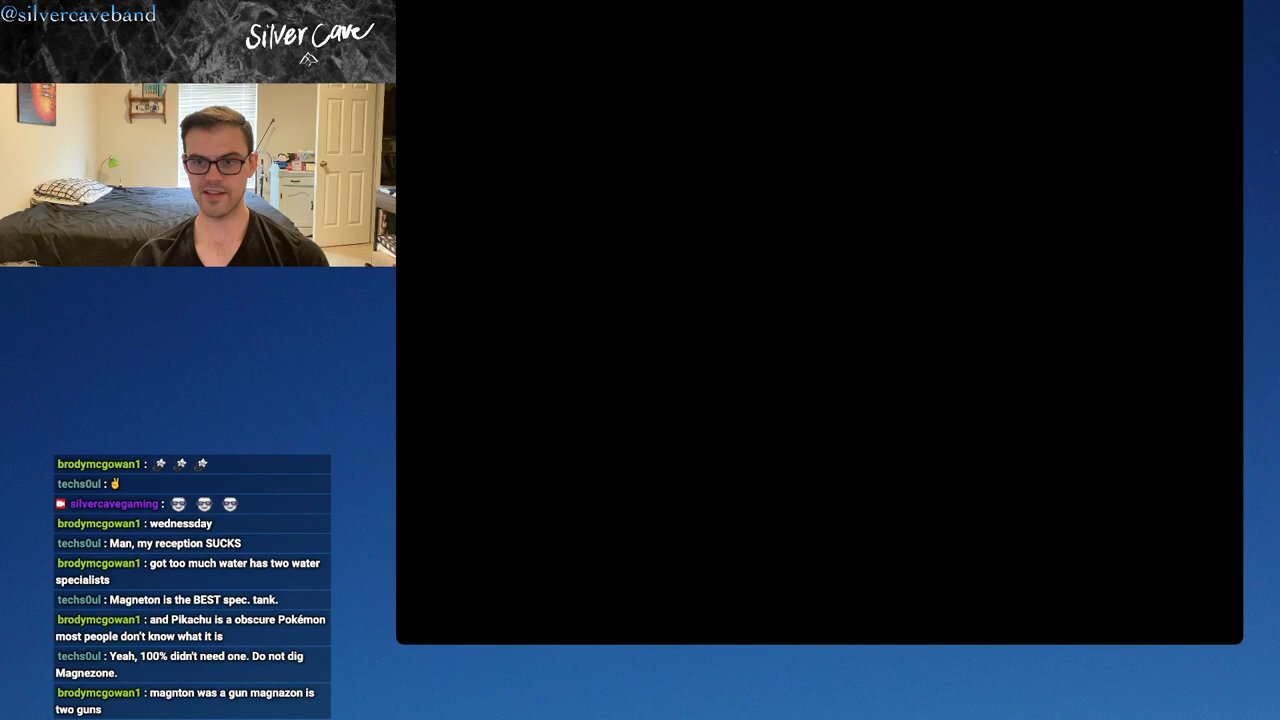 @silvercaveband
Silver Cave
brodymcgowan1 :
techs0ul : ✌
silvercavegaming :
brodymcgowan1 : wednessday
techs0ul : Man, my reception SUCKS
brodymcgowan1 : got too much water has two water
specialists
techs0ul : Magneton is the BEST spec. tank.
brodymcgowan1 : and Pikachu is a obscure Pokémon
most people don't know what it is
techs0ul : Yeah, 100% didn't need one. Do not dig
Magnezone.
brodymcgowan1 : magnton was a gun magnazon is
two guns